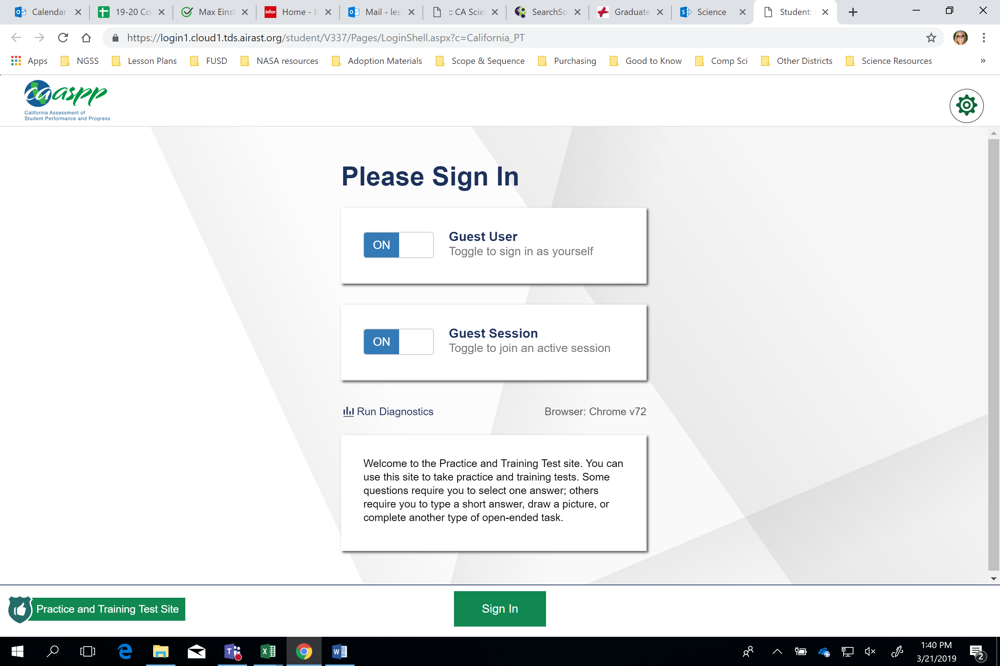 Calendar
19-20 Co
Max Einst
infor
Home - I
Mail - les
:: CA Scie
SearchSo
Graduate
Science
Student:
https://login1.cloud1.tds.airast.org/student/V337/Pages/LoginShell.aspx?c=California_PT
Apps
NGSS
Lesson Plans
FUSD
NASA resources
Adoption Materials
Scope & Sequence
Purchasing
Good to Know
Comp Sci
Other Districts
Science Resources
»
caaspp
California Assessment of
Student Performance and Progress
Please Sign In
ON
Guest User
Toggle to sign in as yourself
ON
Guest Session
Toggle to join an active session
Run Diagnostics
Browser: Chrome v72
Welcome to the Practice and Training Test site. You can
use this site to take practice and training tests. Some
questions require you to select one answer; others
require you to type a short answer, draw a picture, or
complete another type of open-ended task.
Practice and Training Test Site
Sign In
1:40 PM
3/21/2019
2